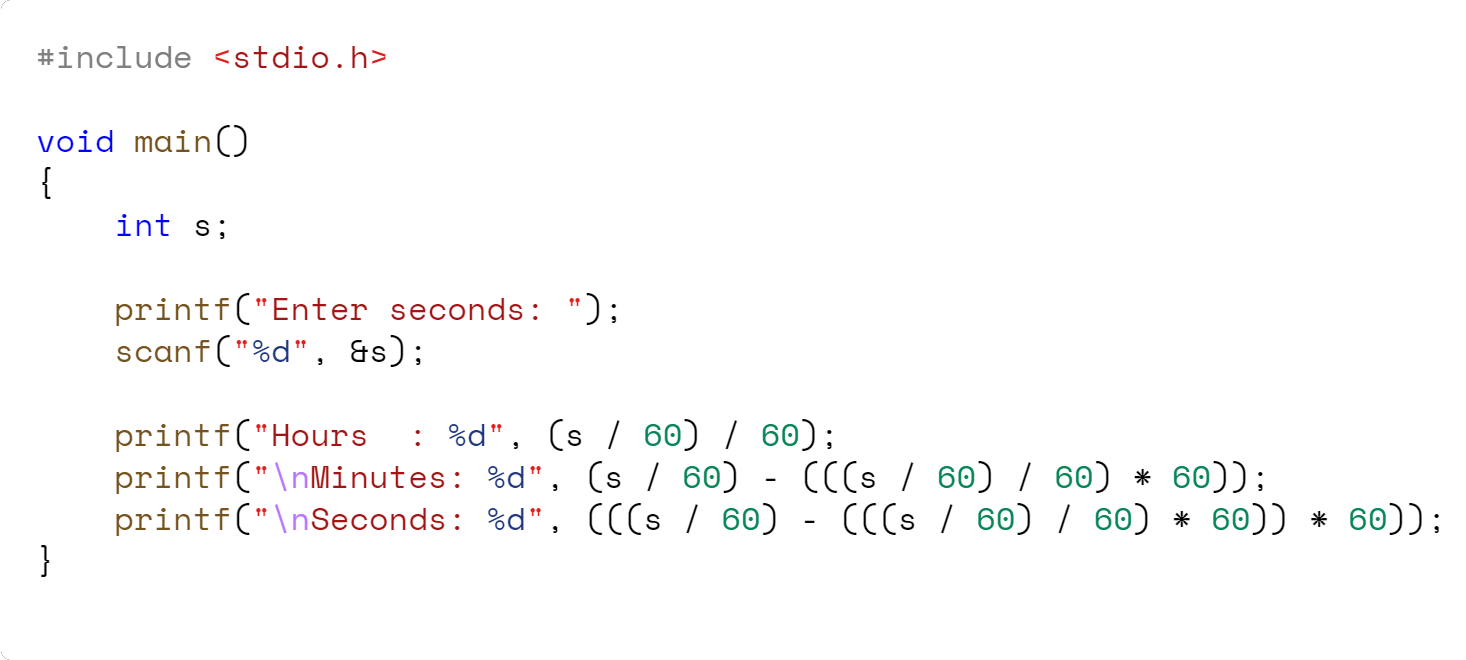 #include <stdio.h>

void main()
{
    int s;

    printf("Enter seconds: ");
    scanf("%d", &s);

    printf("Hours  : %d", (s / 60) / 60);
    printf("\nMinutes: %d", (s / 60) - (((s / 60) / 60) * 60));
    printf("\nSeconds: %d", (((s / 60) - (((s / 60) / 60) * 60)) * 60));
}